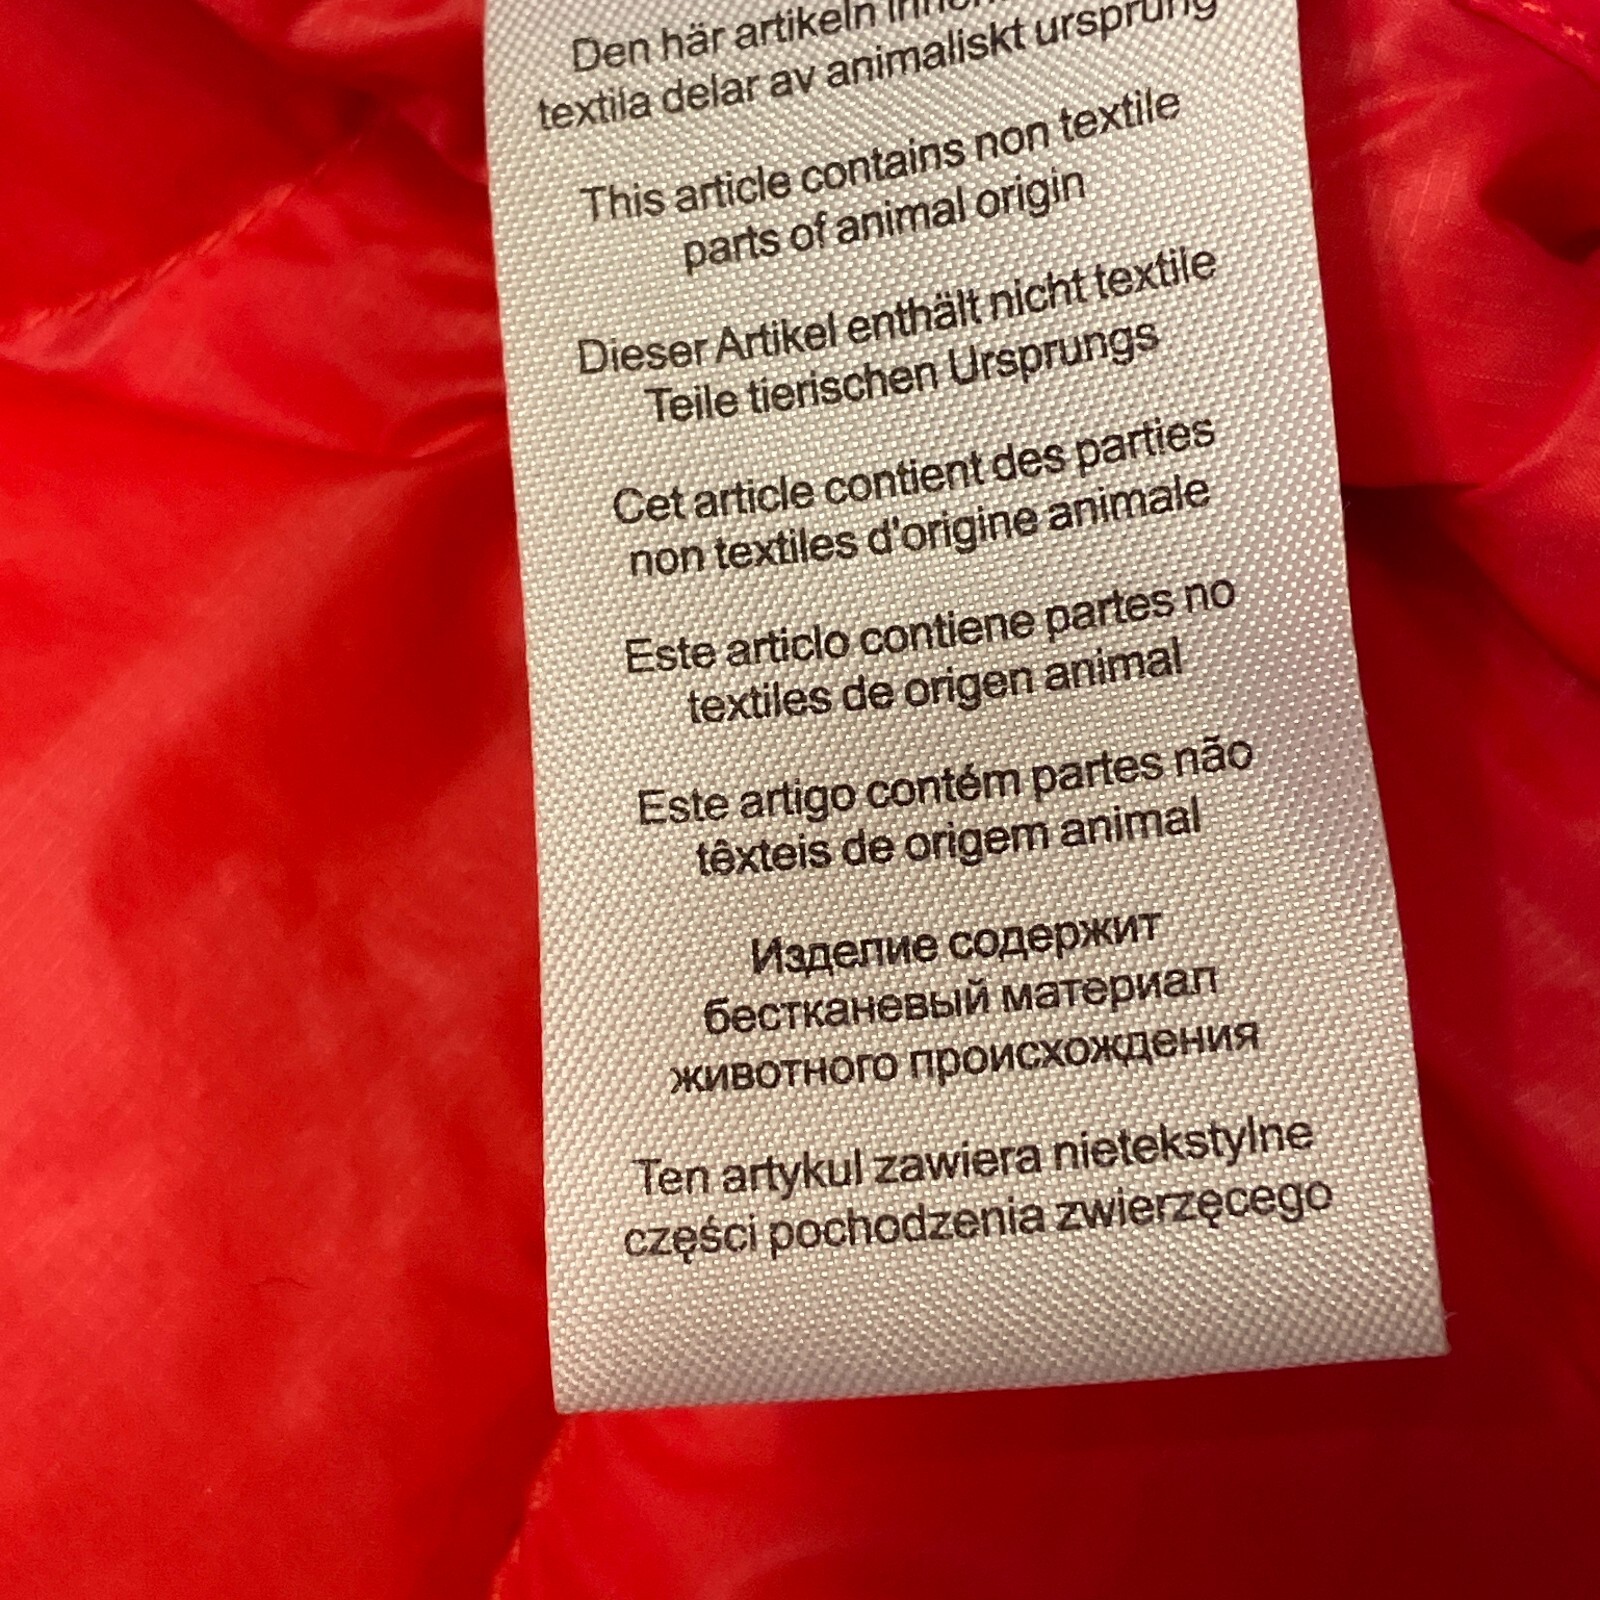 Den här artikeln
textila delar av animaliskt ursprung
This article contains non textile
parts of animal origin
Dieser Artikel enthält nicht textile
Teile tierischen Ursprungs
Cet article contient des parties
non textiles d'origine animale
Este articlo contiene partes no
textiles de origen animal
Este artigo contém partes não
têxteis de origem animal
Изделие содержит
бестканевый материал
животного происхождения
Ten artykul zawiera nietekstylne
części pochodzenia zwierzęcego